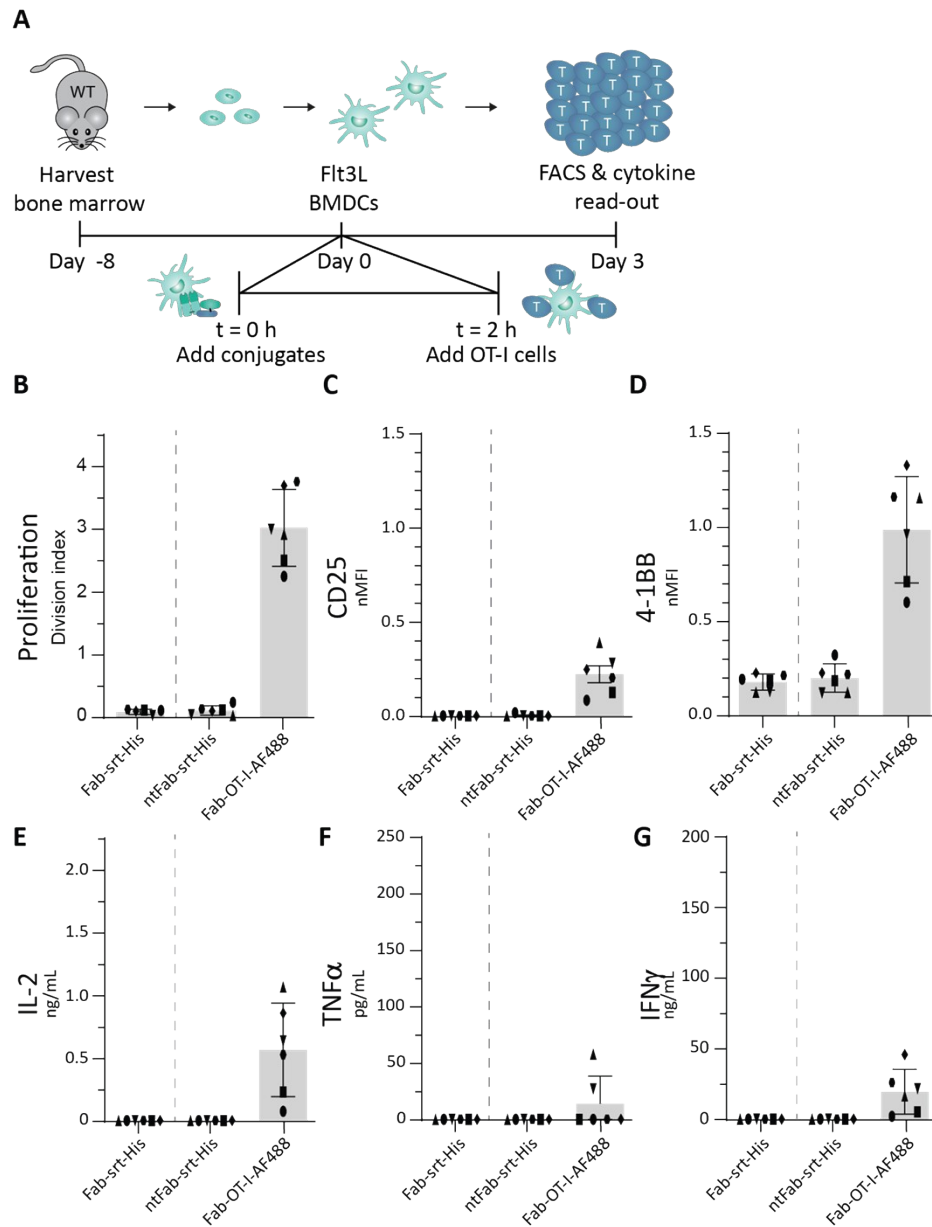 A
WT
T T T T T T T T T T T T T T T T T T T T T T
Harvest
bone marrow
Flt3L
BMDCs
FACS & cytokine
read-out
Day -8
Day 0
Day 3
T
T T
t = 0 h
Add conjugates
t = 2 h
Add OT-I cells
B
Proliferation
Division index
4
3
2
1
0
Fab-srt-His
ntFab-srt-His
Fab-OT-I-AF488
C
CD25
nMFI
1.5
1.0
0.5
0.0
Fab-srt-His
ntFab-srt-His
Fab-OT-I-AF488
D
4-1BB
nMFI
1.5
1.0
0.5
0.0
Fab-srt-His
ntFab-srt-His
Fab-OT-I-AF488
E
IL-2
ng/mL
2.0
1.5
1.0
0.5
0
Fab-srt-His
ntFab-srt-His
Fab-OT-I-AF488
F
TNFα
pg/mL
250
200
150
100
50
0
Fab-srt-His
ntFab-srt-His
Fab-OT-I-AF488
G
IFNγ
ng/mL
200
150
100
50
0
Fab-srt-His
ntFab-srt-His
Fab-OT-I-AF488